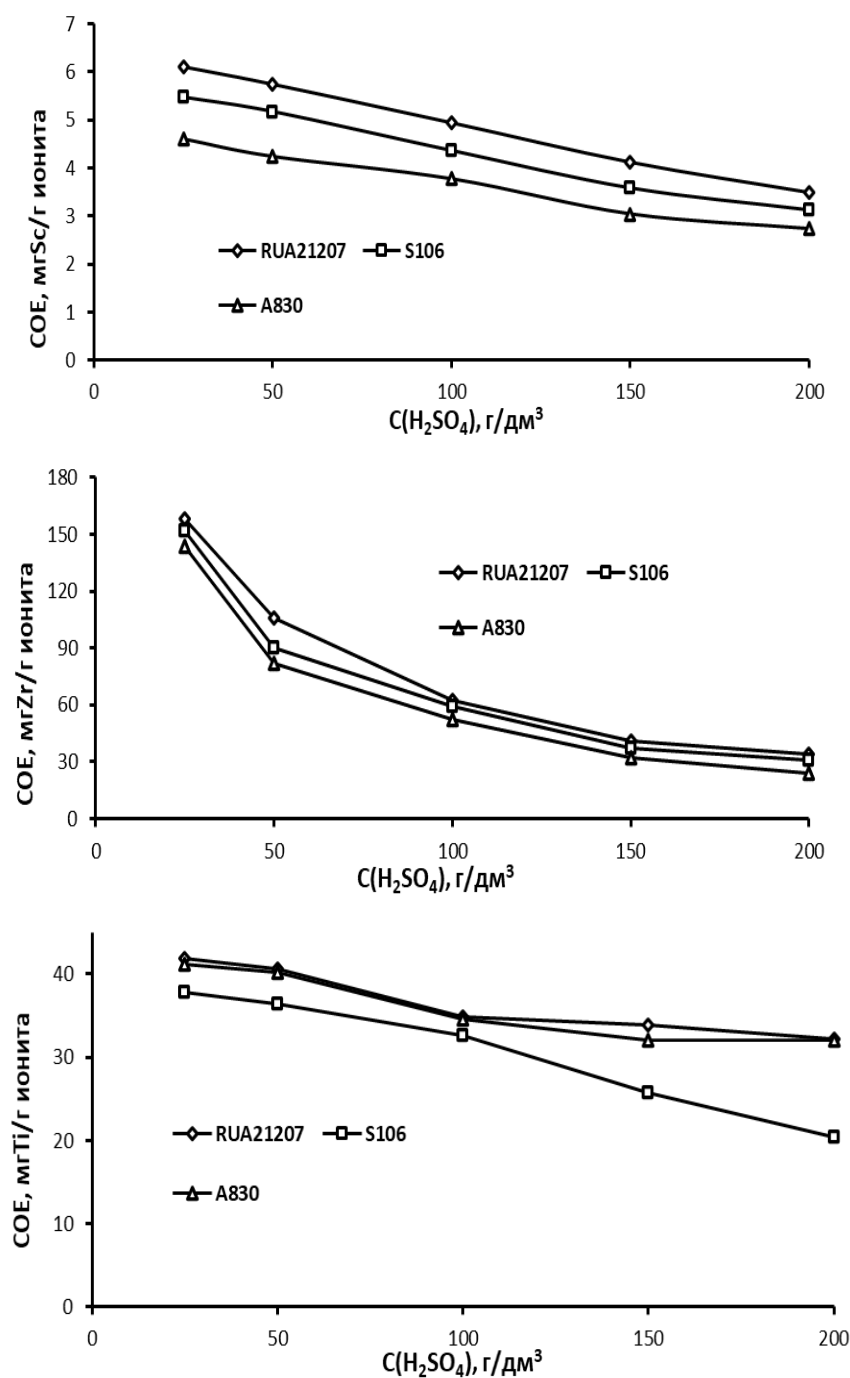 СОЕ, мгSc/г ионита
7
6
5
4
3
2
1
0
RUA21207 S106
A830
0 50 100 150 200
C(H₂SO₄), г/дм³
СОЕ, мгZr/г ионита
180
150
120
90
60
30
0
RUA21207 S106
A830
0 50 100 150 200
C(H₂SO₄), г/дм³
СОЕ, мгTi/г ионита
40
30
20
10
0
RUA21207 S106
A830
0 50 100 150 200
C(H₂SO₄), г/дм³